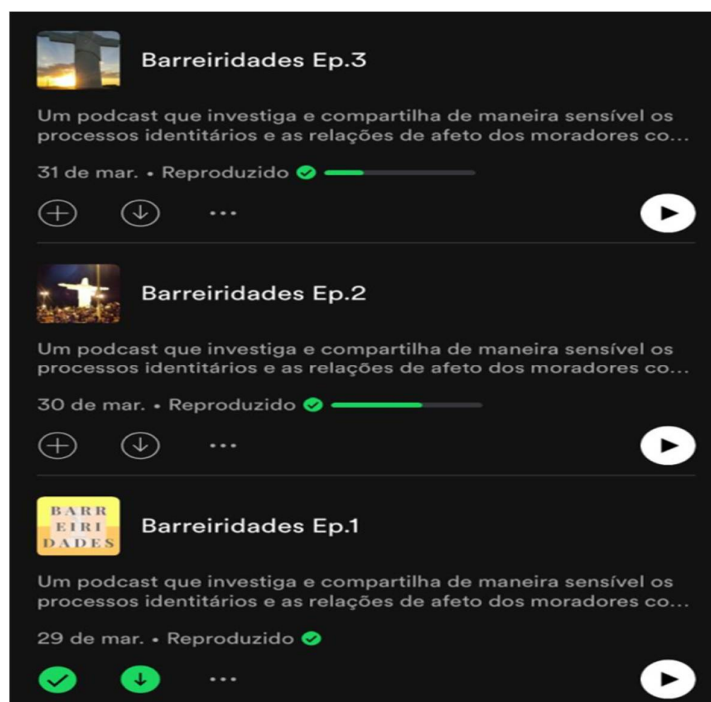 Barreiridades Ep.3
Um podcast que investiga e compartilha de maneira sensível os
processos identitários e as relações de afeto dos moradores co...
31 de mar. • Reproduzido
Barreiridades Ep.2
Um podcast que investiga e compartilha de maneira sensível os
processos identitários e as relações de afeto dos moradores co...
30 de mar. • Reproduzido
BARR
EIRI
DADES
Barreiridades Ep.1
Um podcast que investiga e compartilha de maneira sensível os
processos identitários e as relações de afeto dos moradores co...
29 de mar. • Reproduzido